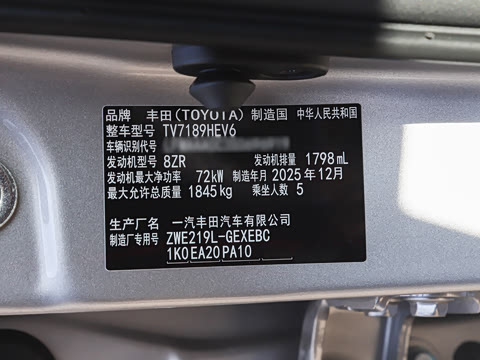 品牌 丰田(TOYOTA) 制造国 中华人民共和国
整车型号 TV7189HEV6
车辆识别代号
发动机型号 8ZR 发动机排量 1798 mL
发动机最大净功率 72kW 制造年月 2025年12月
最大允许总质量 1845kg 乘坐人数 5
生产厂名 一汽丰田汽车有限公司
制造厂专用号 ZWE219L-GEXEBC
1K0EA20PA10